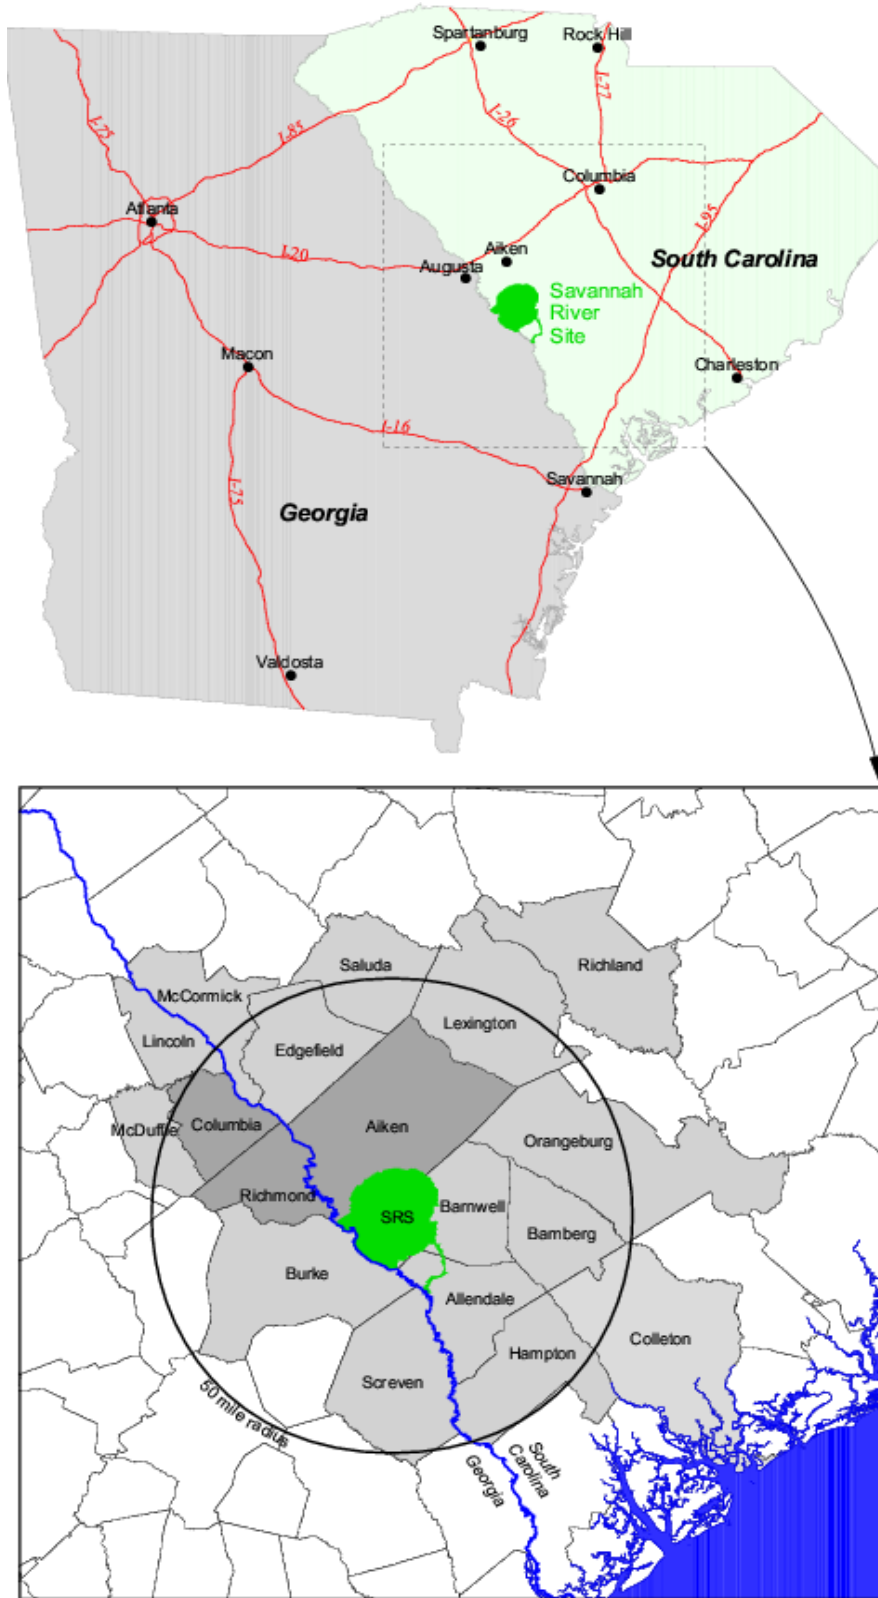 Spartanburg
Rock Hill
I-75
I-85
I-26
I-77
Columbia
Atlanta
I-95
I-20
Aiken
Augusta
South Carolina
Savannah
River
Site
Macon
Charleston
I-16
I-75
Savannah
Georgia
Valdosta
Saluda
Richland
McCormick
Lexington
Lincoln
Edgefield
McDuffie
Columbia
Aiken
Orangeburg
Richmond
SRS
Barnwell
Bamberg
Burke
Allendale
Colleton
Hampton
Screven
50 mile radius
South
Carolina
Georgia